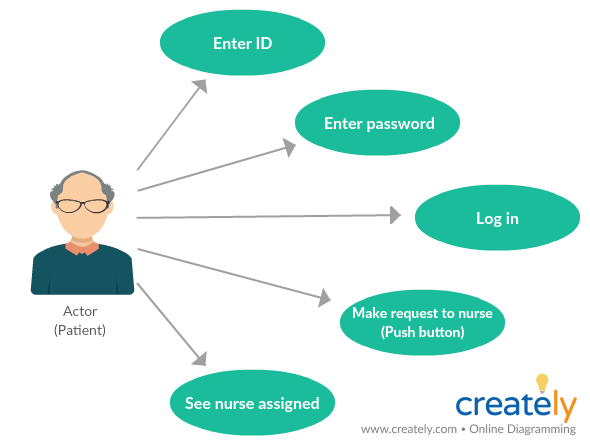 Enter ID
Enter password
Log in
Make request to nurse
(Push button)
See nurse assigned
Actor
(Patient)
creately
www.creately.com • Online Diagramming